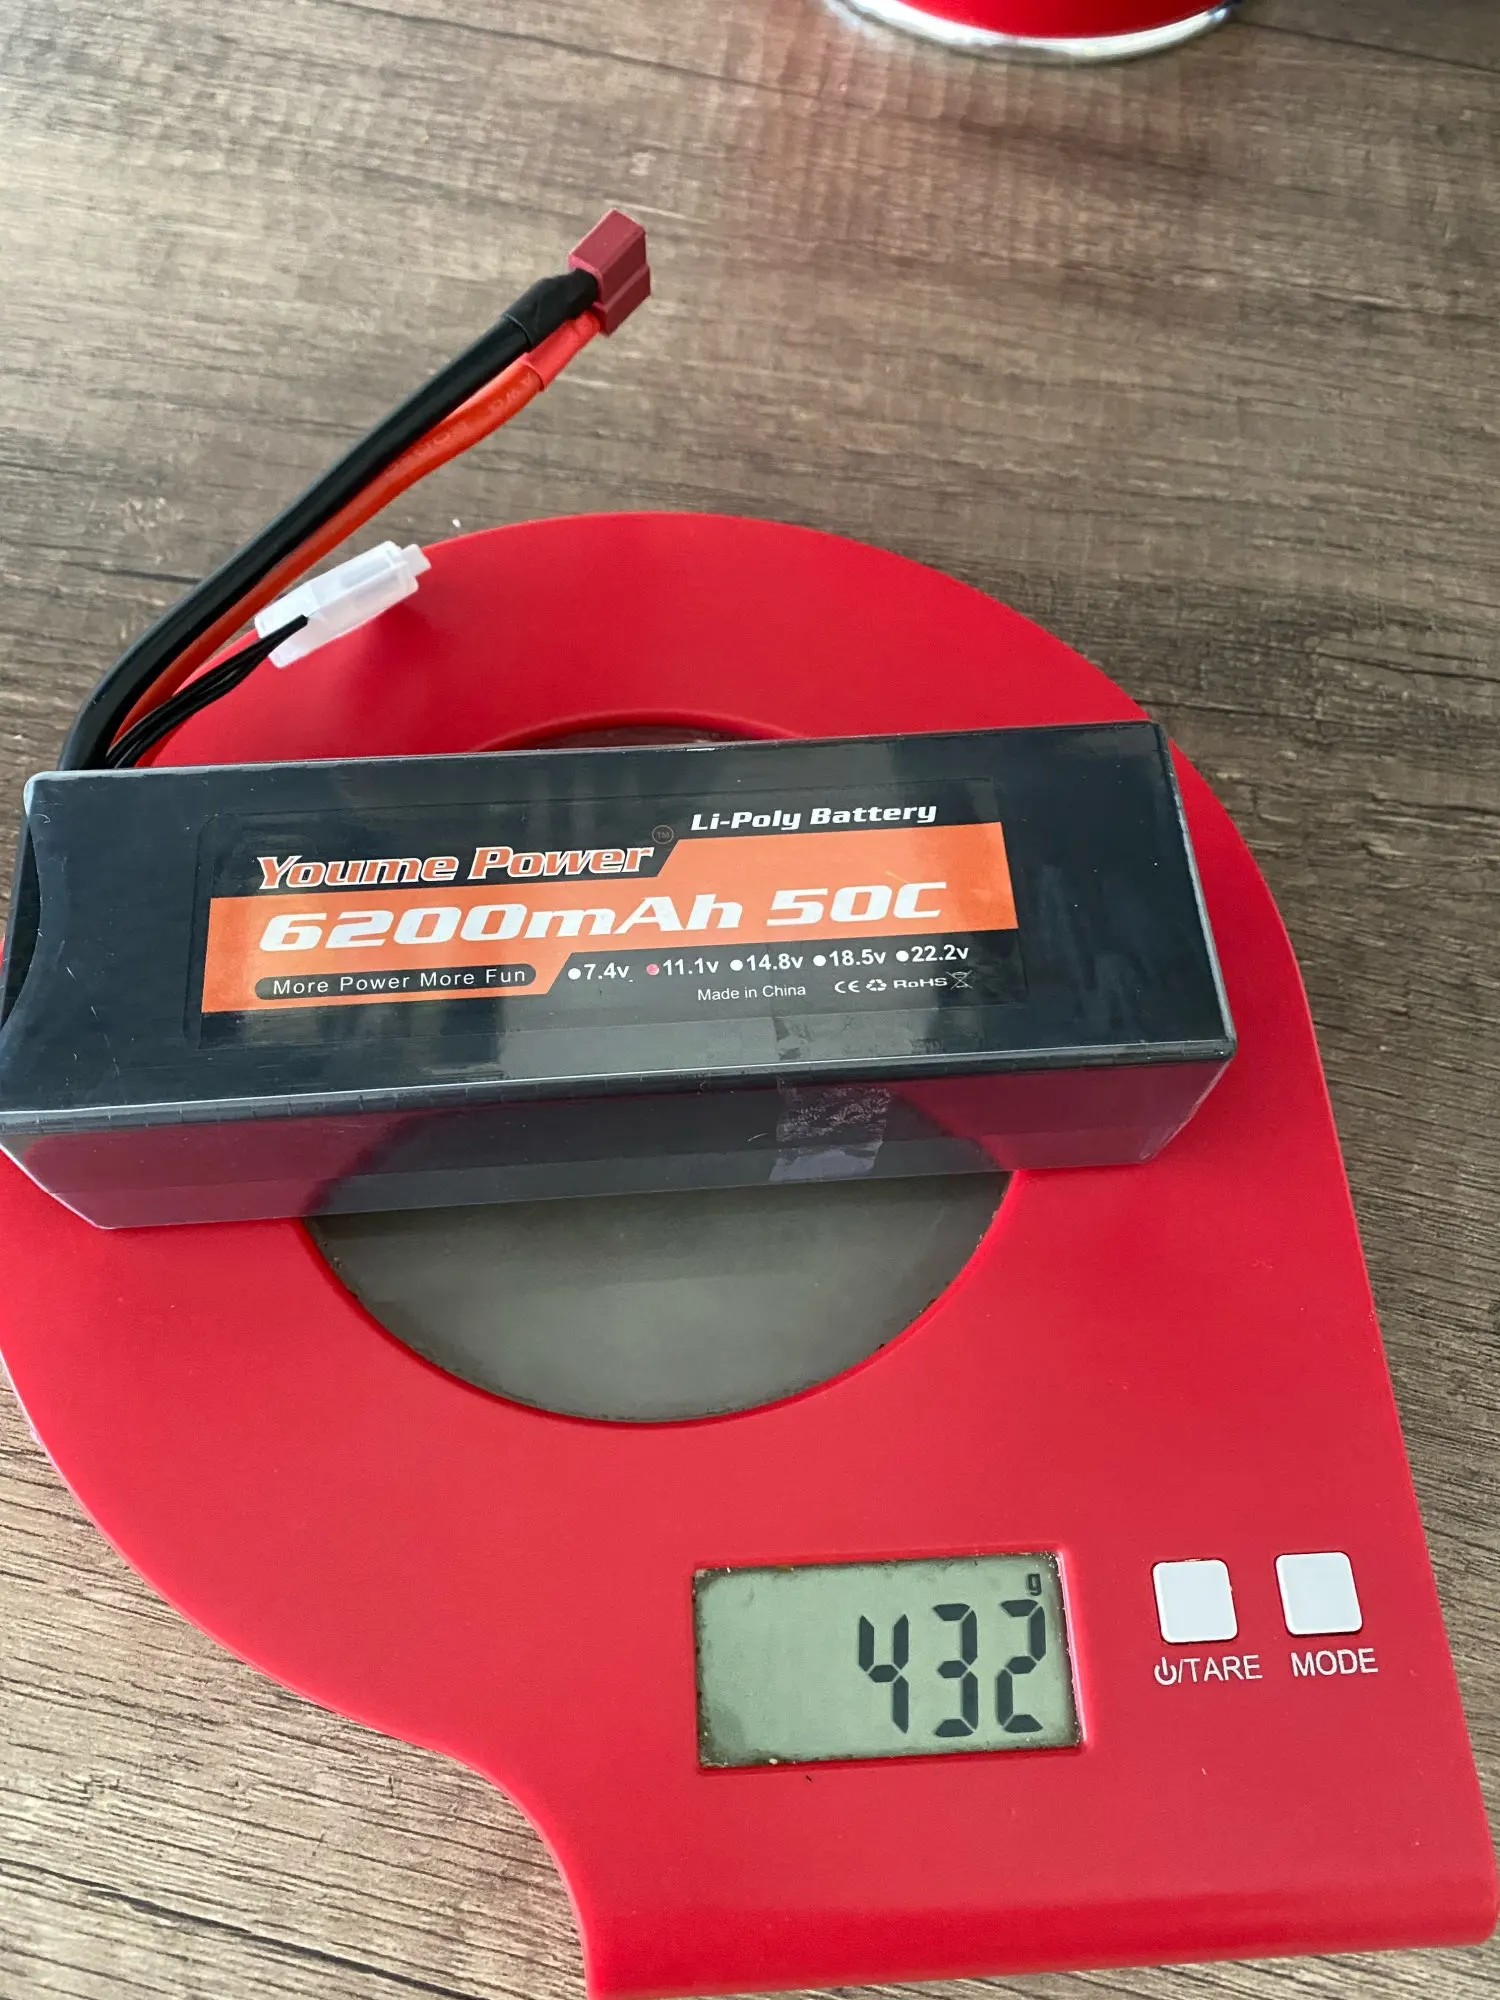 Li-Poly Battery
Youme Power™
6200mAh 50C
More Power More Fun
●7.4v ●11.1v ●14.8v ●18.5v ●22.2v
Made in China CE RoHS
g
432
⏻/TARE MODE